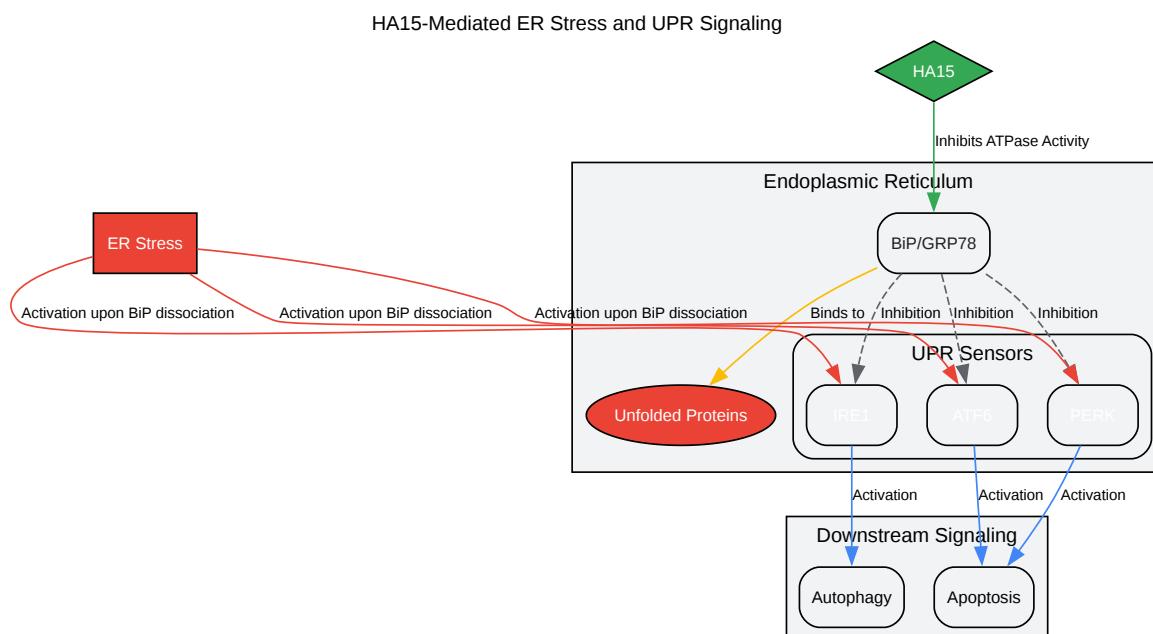 HA15-Mediated ER Stress and UPR Signaling
HA15
Inhibits ATPase Activity
Endoplasmic Reticulum
ER Stress
BiP/GRP78
Activation upon BiP dissociation
Activation upon BiP dissociation
Activation upon BiP dissociation
Binds to
Inhibition
Inhibition
Inhibition
UPR Sensors
Unfolded Proteins
IRE1
ATF6
PERK
Activation
Activation
Activation
Downstream Signaling
Autophagy
Apoptosis